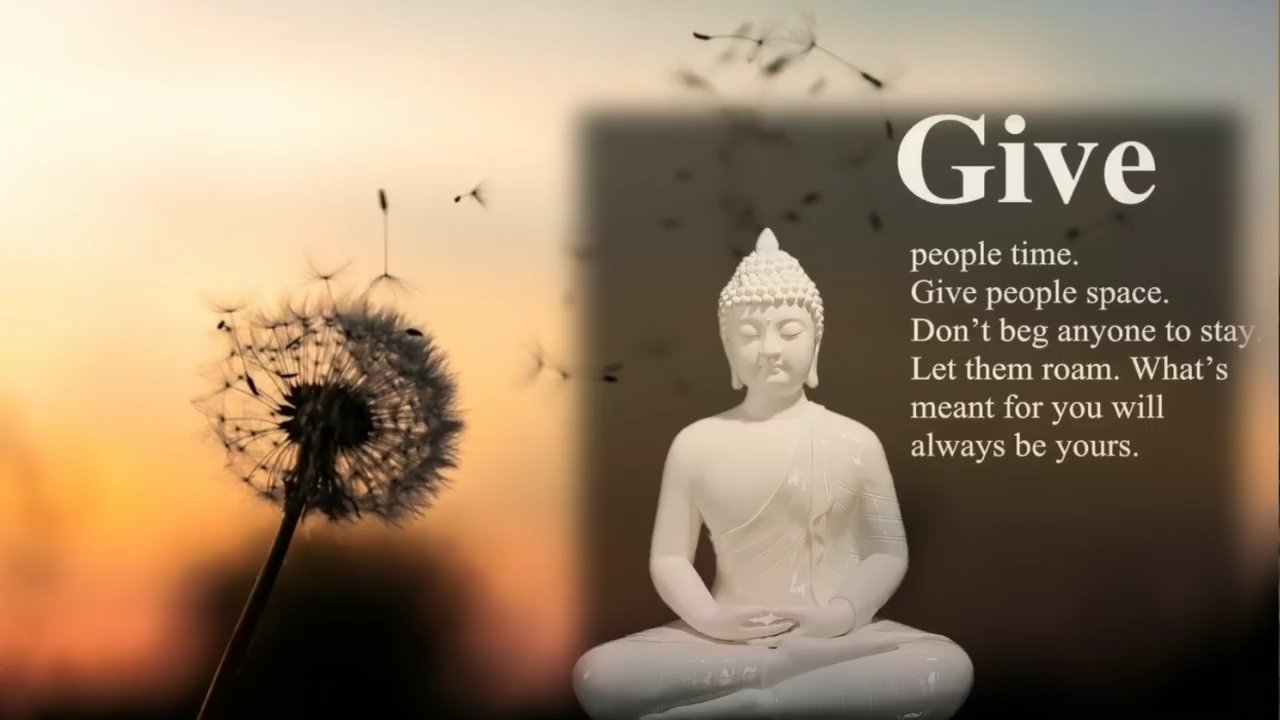 Give
people time.
Give people space.
Don’t beg anyone to stay.
Let them roam. What’s
meant for you will
always be yours.